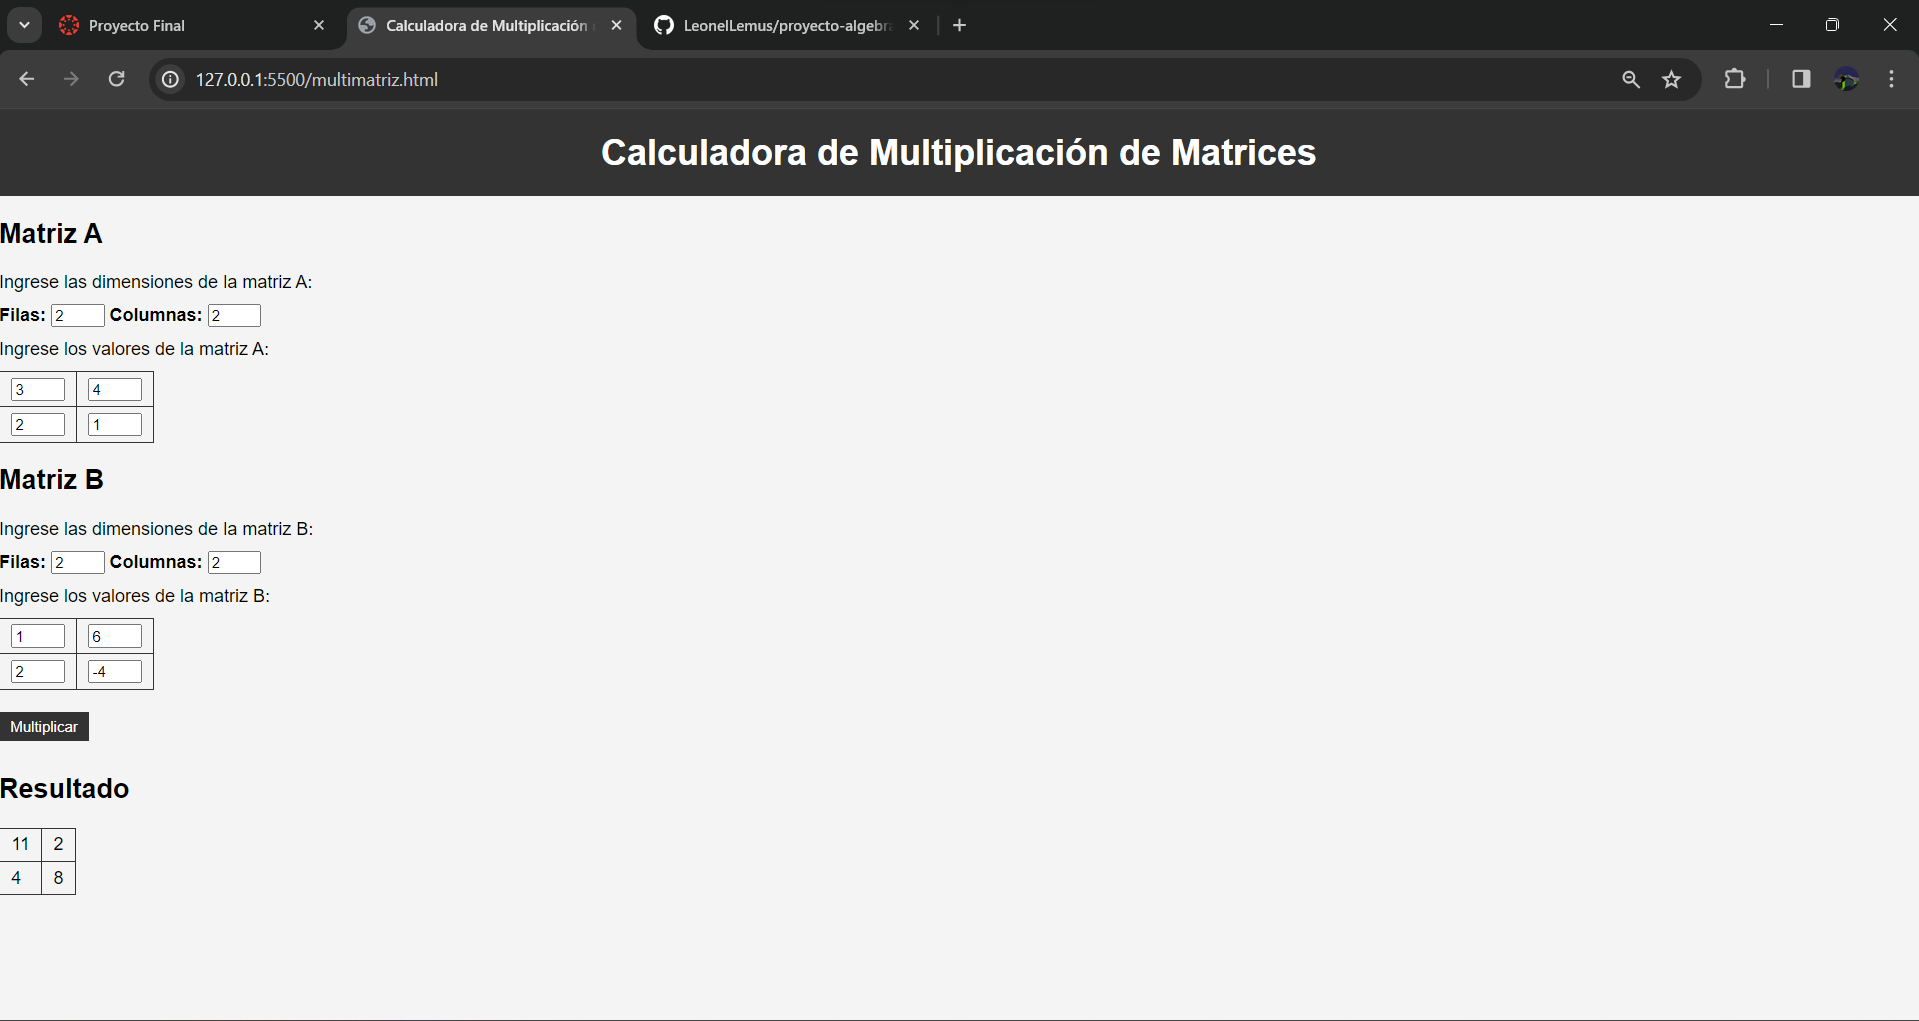 Proyecto Final
Calculadora de Multiplicación
LeonelLemus/proyecto-algebra
127.0.0.1:5500/multimatriz.html
Calculadora de Multiplicación de Matrices
Matriz A
Ingrese las dimensiones de la matriz A:
Filas: 2 Columnas: 2
Ingrese los valores de la matriz A:
3 4
2 1
Matriz B
Ingrese las dimensiones de la matriz B:
Filas: 2 Columnas: 2
Ingrese los valores de la matriz B:
1 6
2 -4
Multiplicar
Resultado
11 2
4 8